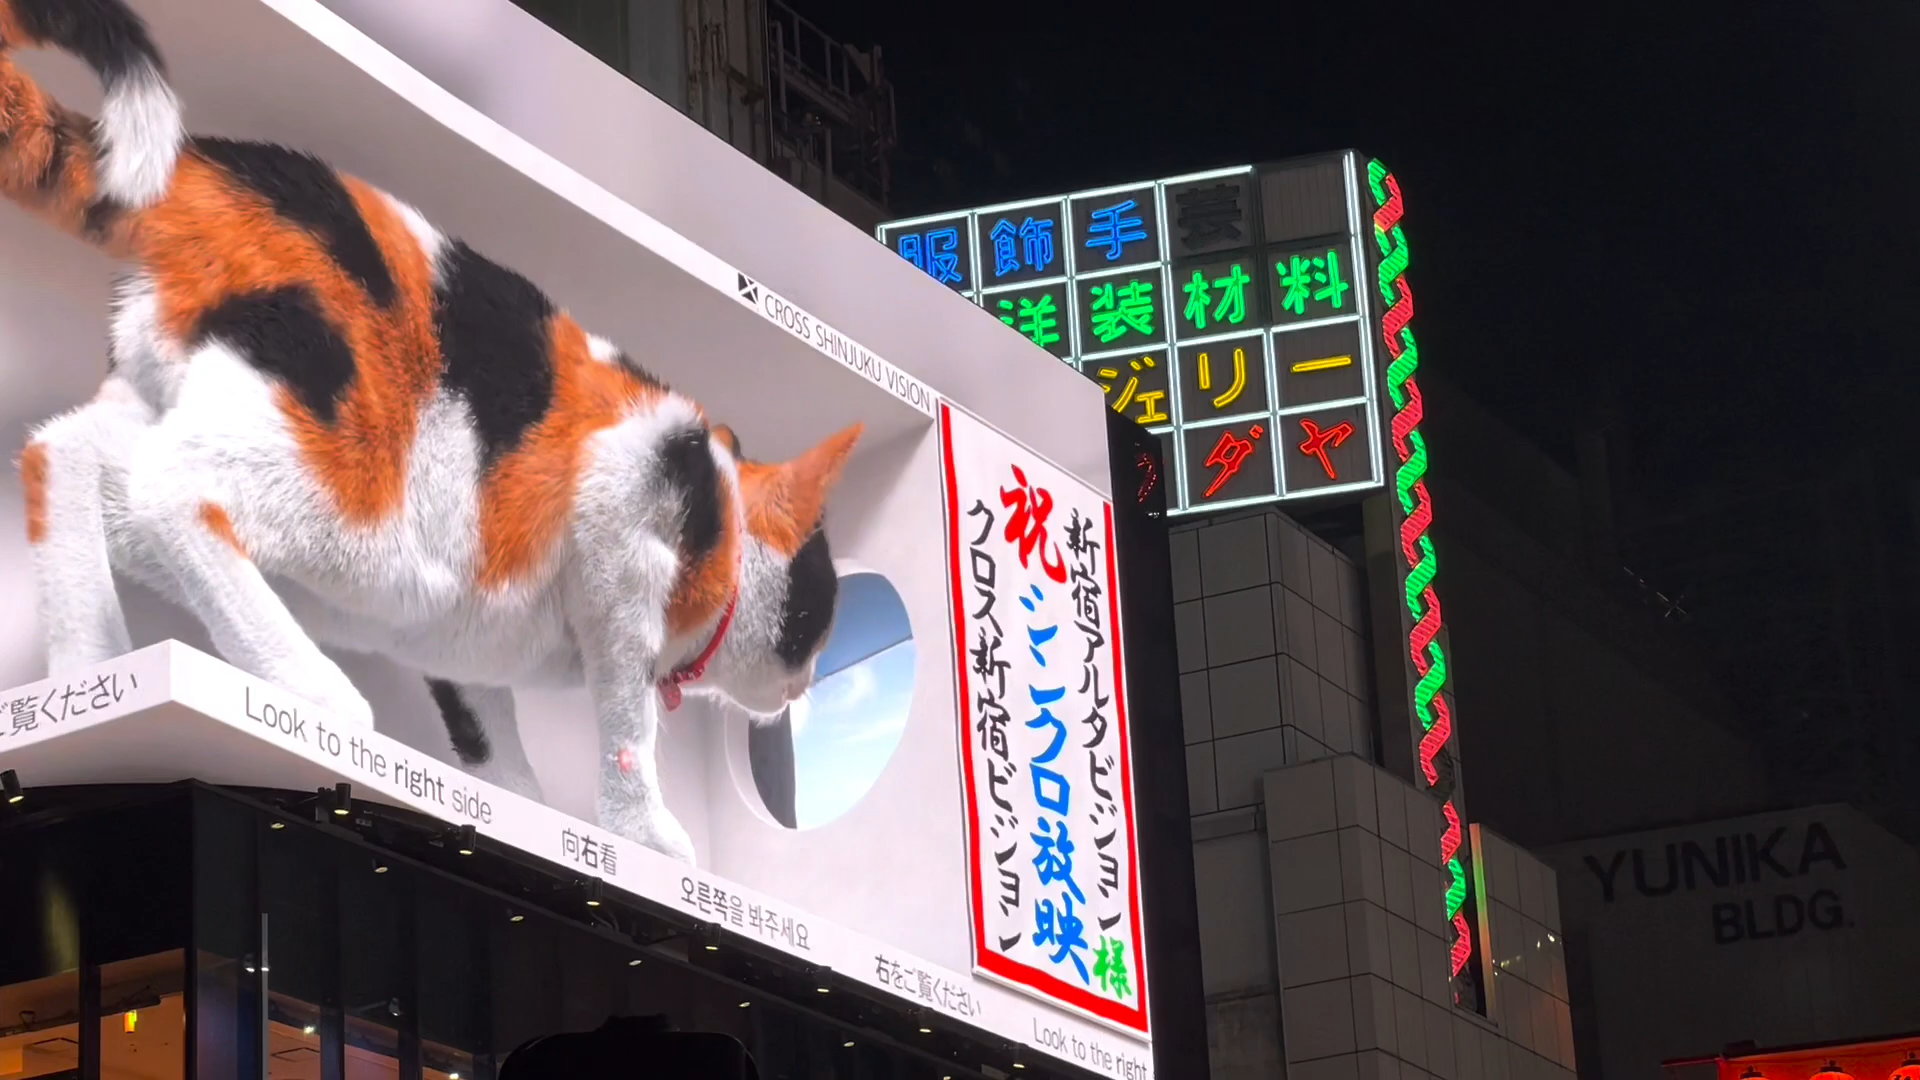 CROSS SHINJUKU VISION
新宿アルタビジョン様
祝 シンクロ放映
クロス新宿ビジョン
ご覧ください
Look to the right side
向右看
오른쪽을 봐주세요
右をご覧ください
Look to the right
服飾手芸
洋装材料
ジェリー
ダヤ
YUNIKA
BLDG.